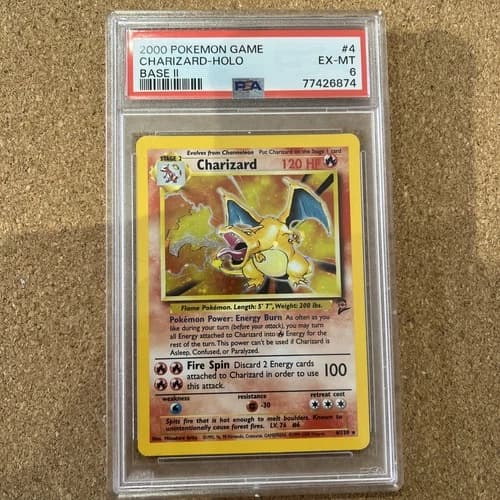 2000 POKEMON GAME #4
CHARIZARD-HOLO EX-MT
BASE II 6
PSA 77426874
Evolves from Charmeleon Put Charizard on the Stage 1 card
STAGE 2 Charizard 120 HP
Flame Pokémon. Length: 5' 7", Weight: 200 lbs.
Pokémon Power: Energy Burn As often as you
like during your turn (before your attack), you may turn
all Energy attached to Charizard into Energy for
the rest of the turn. This power can't be used if Charizard is
Asleep, Confused, or Paralyzed.
Fire Spin Discard 2 Energy cards 100
attached to Charizard in order to use
this attack.
weakness resistance retreat cost
-30
Spits fire that is hot enough to melt boulders. Known to
unintentionally cause forest fires. LV. 76 #6
Illus. Mitsuhiro Arita 4/130